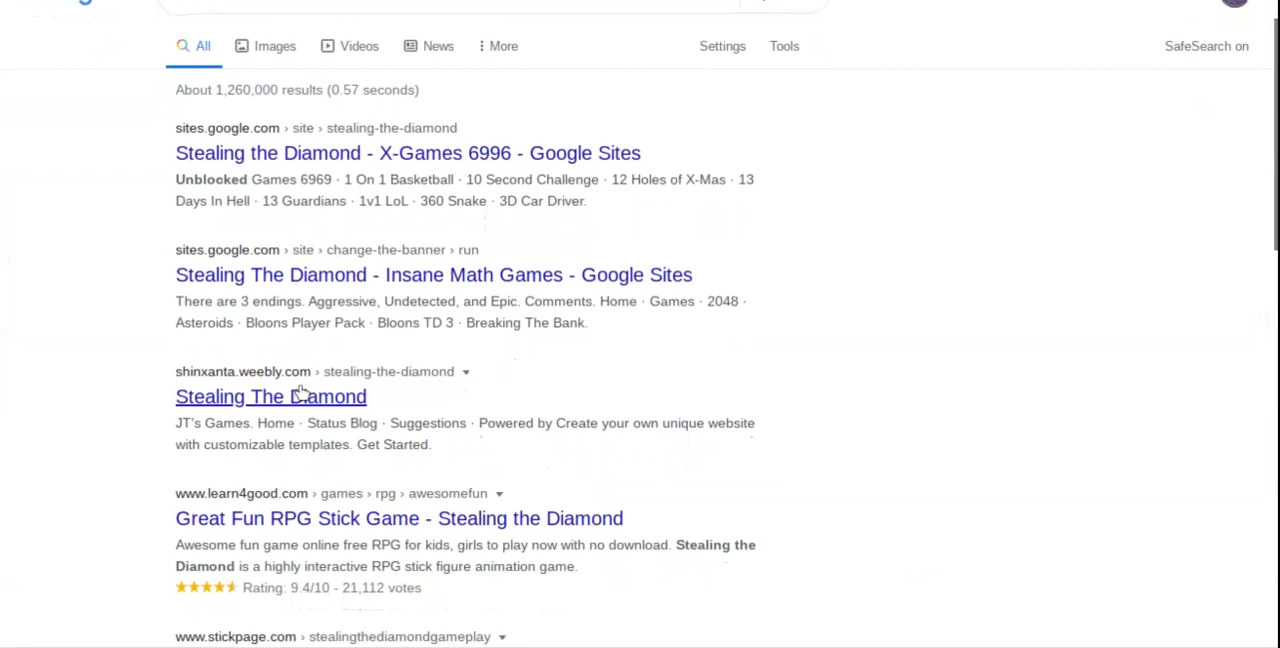 All Images Videos News More Settings Tools SafeSearch on
About 1,260,000 results (0.57 seconds)
sites.google.com › site › stealing-the-diamond
Stealing the Diamond - X-Games 6996 - Google Sites
Unblocked Games 6969 · 1 On 1 Basketball · 10 Second Challenge · 12 Holes of X-Mas · 13
Days In Hell · 13 Guardians · 1v1 LoL · 360 Snake · 3D Car Driver.
sites.google.com › site › change-the-banner › run
Stealing The Diamond - Insane Math Games - Google Sites
There are 3 endings. Aggressive, Undetected, and Epic. Comments. Home · Games · 2048 ·
Asteroids · Bloons Player Pack · Bloons TD 3 · Breaking The Bank.
shinxanta.weebly.com › stealing-the-diamond
Stealing The Diamond
JT's Games. Home · Status Blog · Suggestions · Powered by Create your own unique website
with customizable templates. Get Started.
www.learn4good.com › games › rpg › awesomefun
Great Fun RPG Stick Game - Stealing the Diamond
Awesome fun game online free RPG for kids, girls to play now with no download. Stealing the
Diamond is a highly interactive RPG stick figure animation game.
Rating: 9.4/10 - 21,112 votes
www.stickpage.com › stealingthediamondgameplay